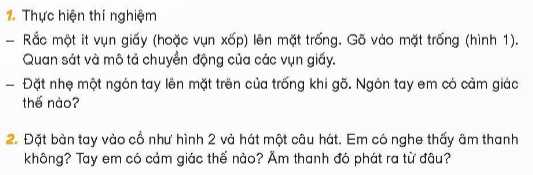 1. Thực hiện thí nghiệm
– Rắc một ít vụn giấy (hoặc vụn xốp) lên mặt trống. Gõ vào mặt trống (hình 1).
Quan sát và mô tả chuyển động của các vụn giấy.
– Đặt nhẹ một ngón tay lên mặt trên của trống khi gõ. Ngón tay em có cảm giác
thế nào?
2. Đặt bàn tay vào cổ như hình 2 và hát một câu hát. Em có nghe thấy âm thanh
không? Tay em có cảm giác thế nào? Âm thanh đó phát ra từ đâu?